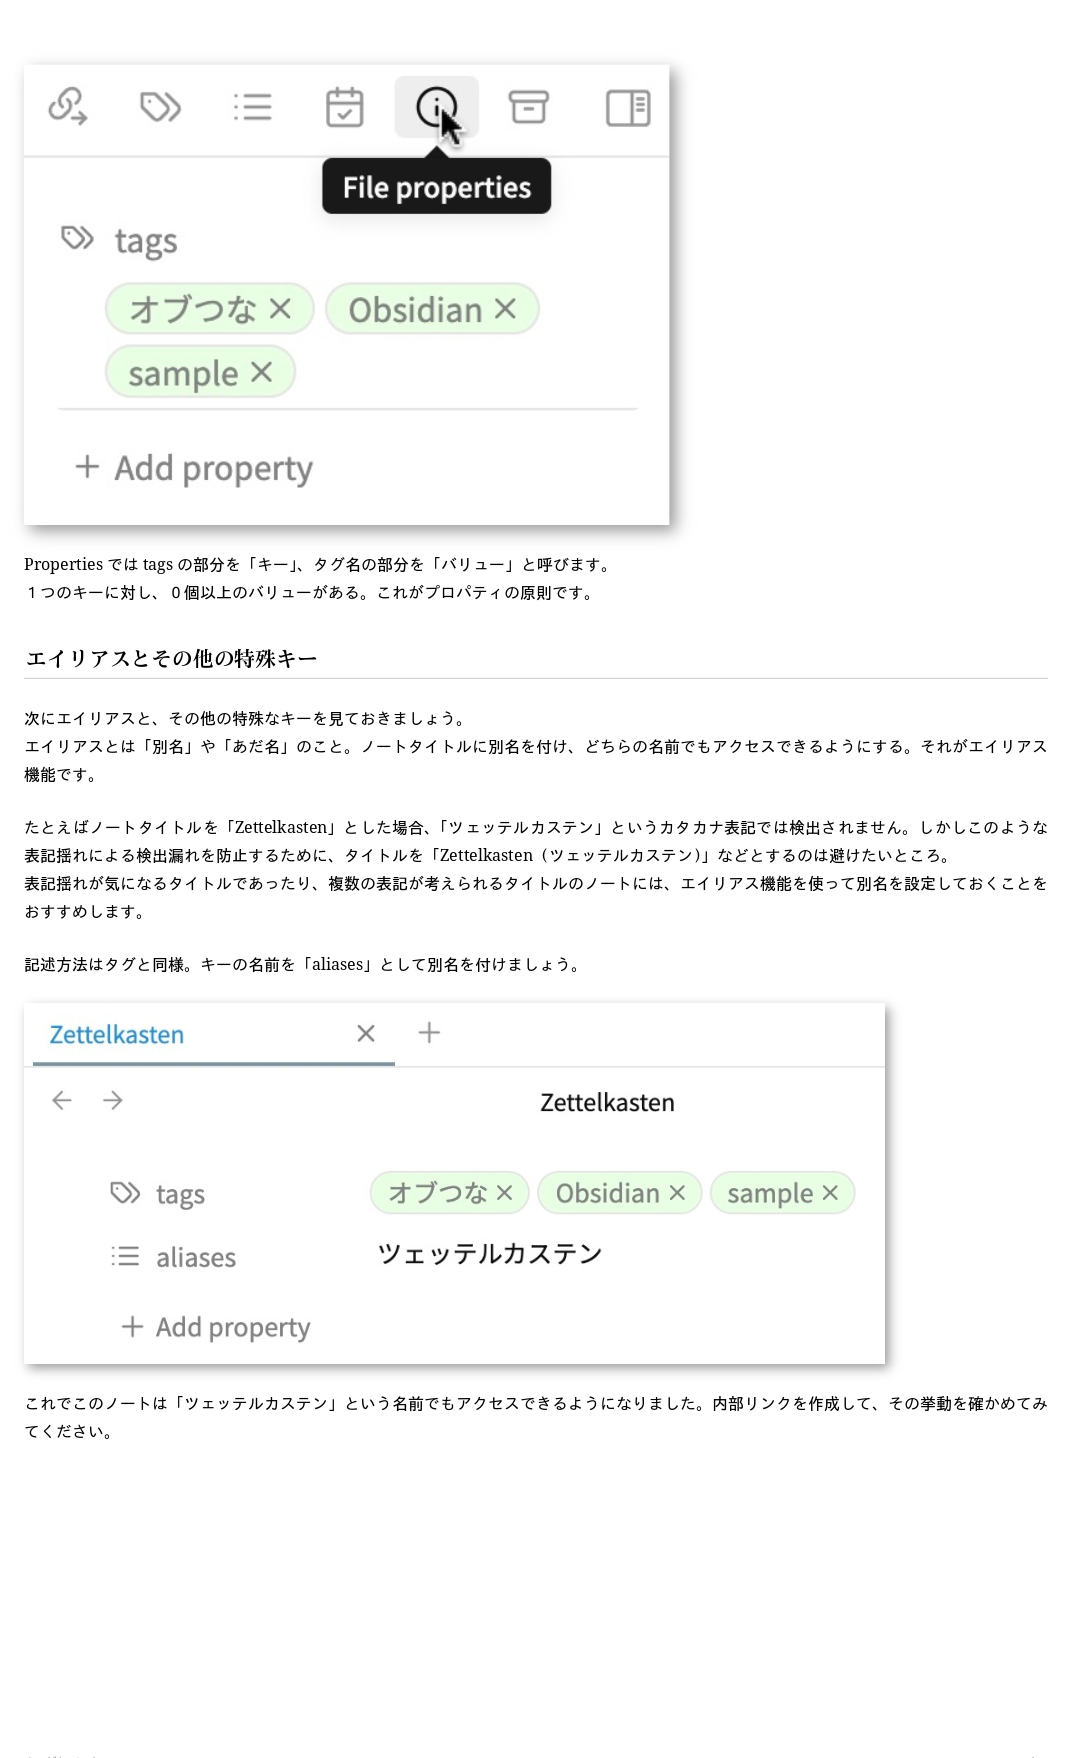 File properties
tags
オブつな × Obsidian ×
sample ×
+ Add property
Properties では tags の部分を「キー」、タグ名の部分を「バリュー」と呼びます。
１つのキーに対し、０個以上のバリューがある。これがプロパティの原則です。
エイリアスとその他の特殊キー
次にエイリアスと、その他の特殊なキーを見ておきましょう。
エイリアスとは「別名」や「あだ名」のこと。ノートタイトルに別名を付け、どちらの名前でもアクセスできるようにする。それがエイリアス
機能です。
たとえばノートタイトルを「Zettelkasten」とした場合、「ツェッテルカステン」というカタカナ表記では検出されません。しかしこのような
表記揺れによる検出漏れを防止するために、タイトルを「Zettelkasten（ツェッテルカステン）」などとするのは避けたいところ。
表記揺れが気になるタイトルであったり、複数の表記が考えられるタイトルのノートには、エイリアス機能を使って別名を設定しておくことを
おすすめします。
記述方法はタグと同様。キーの名前を「aliases」として別名を付けましょう。
Zettelkasten × +
← → Zettelkasten
tags オブつな × Obsidian × sample ×
aliases ツェッテルカステン
+ Add property
これでこのノートは「ツェッテルカステン」という名前でもアクセスできるようになりました。内部リンクを作成して、その挙動を確かめてみ
てください。